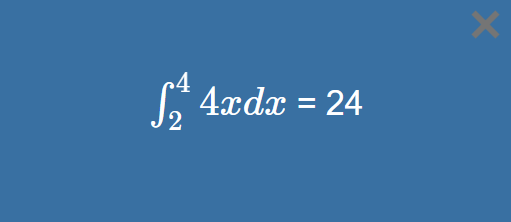 ∫₂⁴ 4xdx = 24